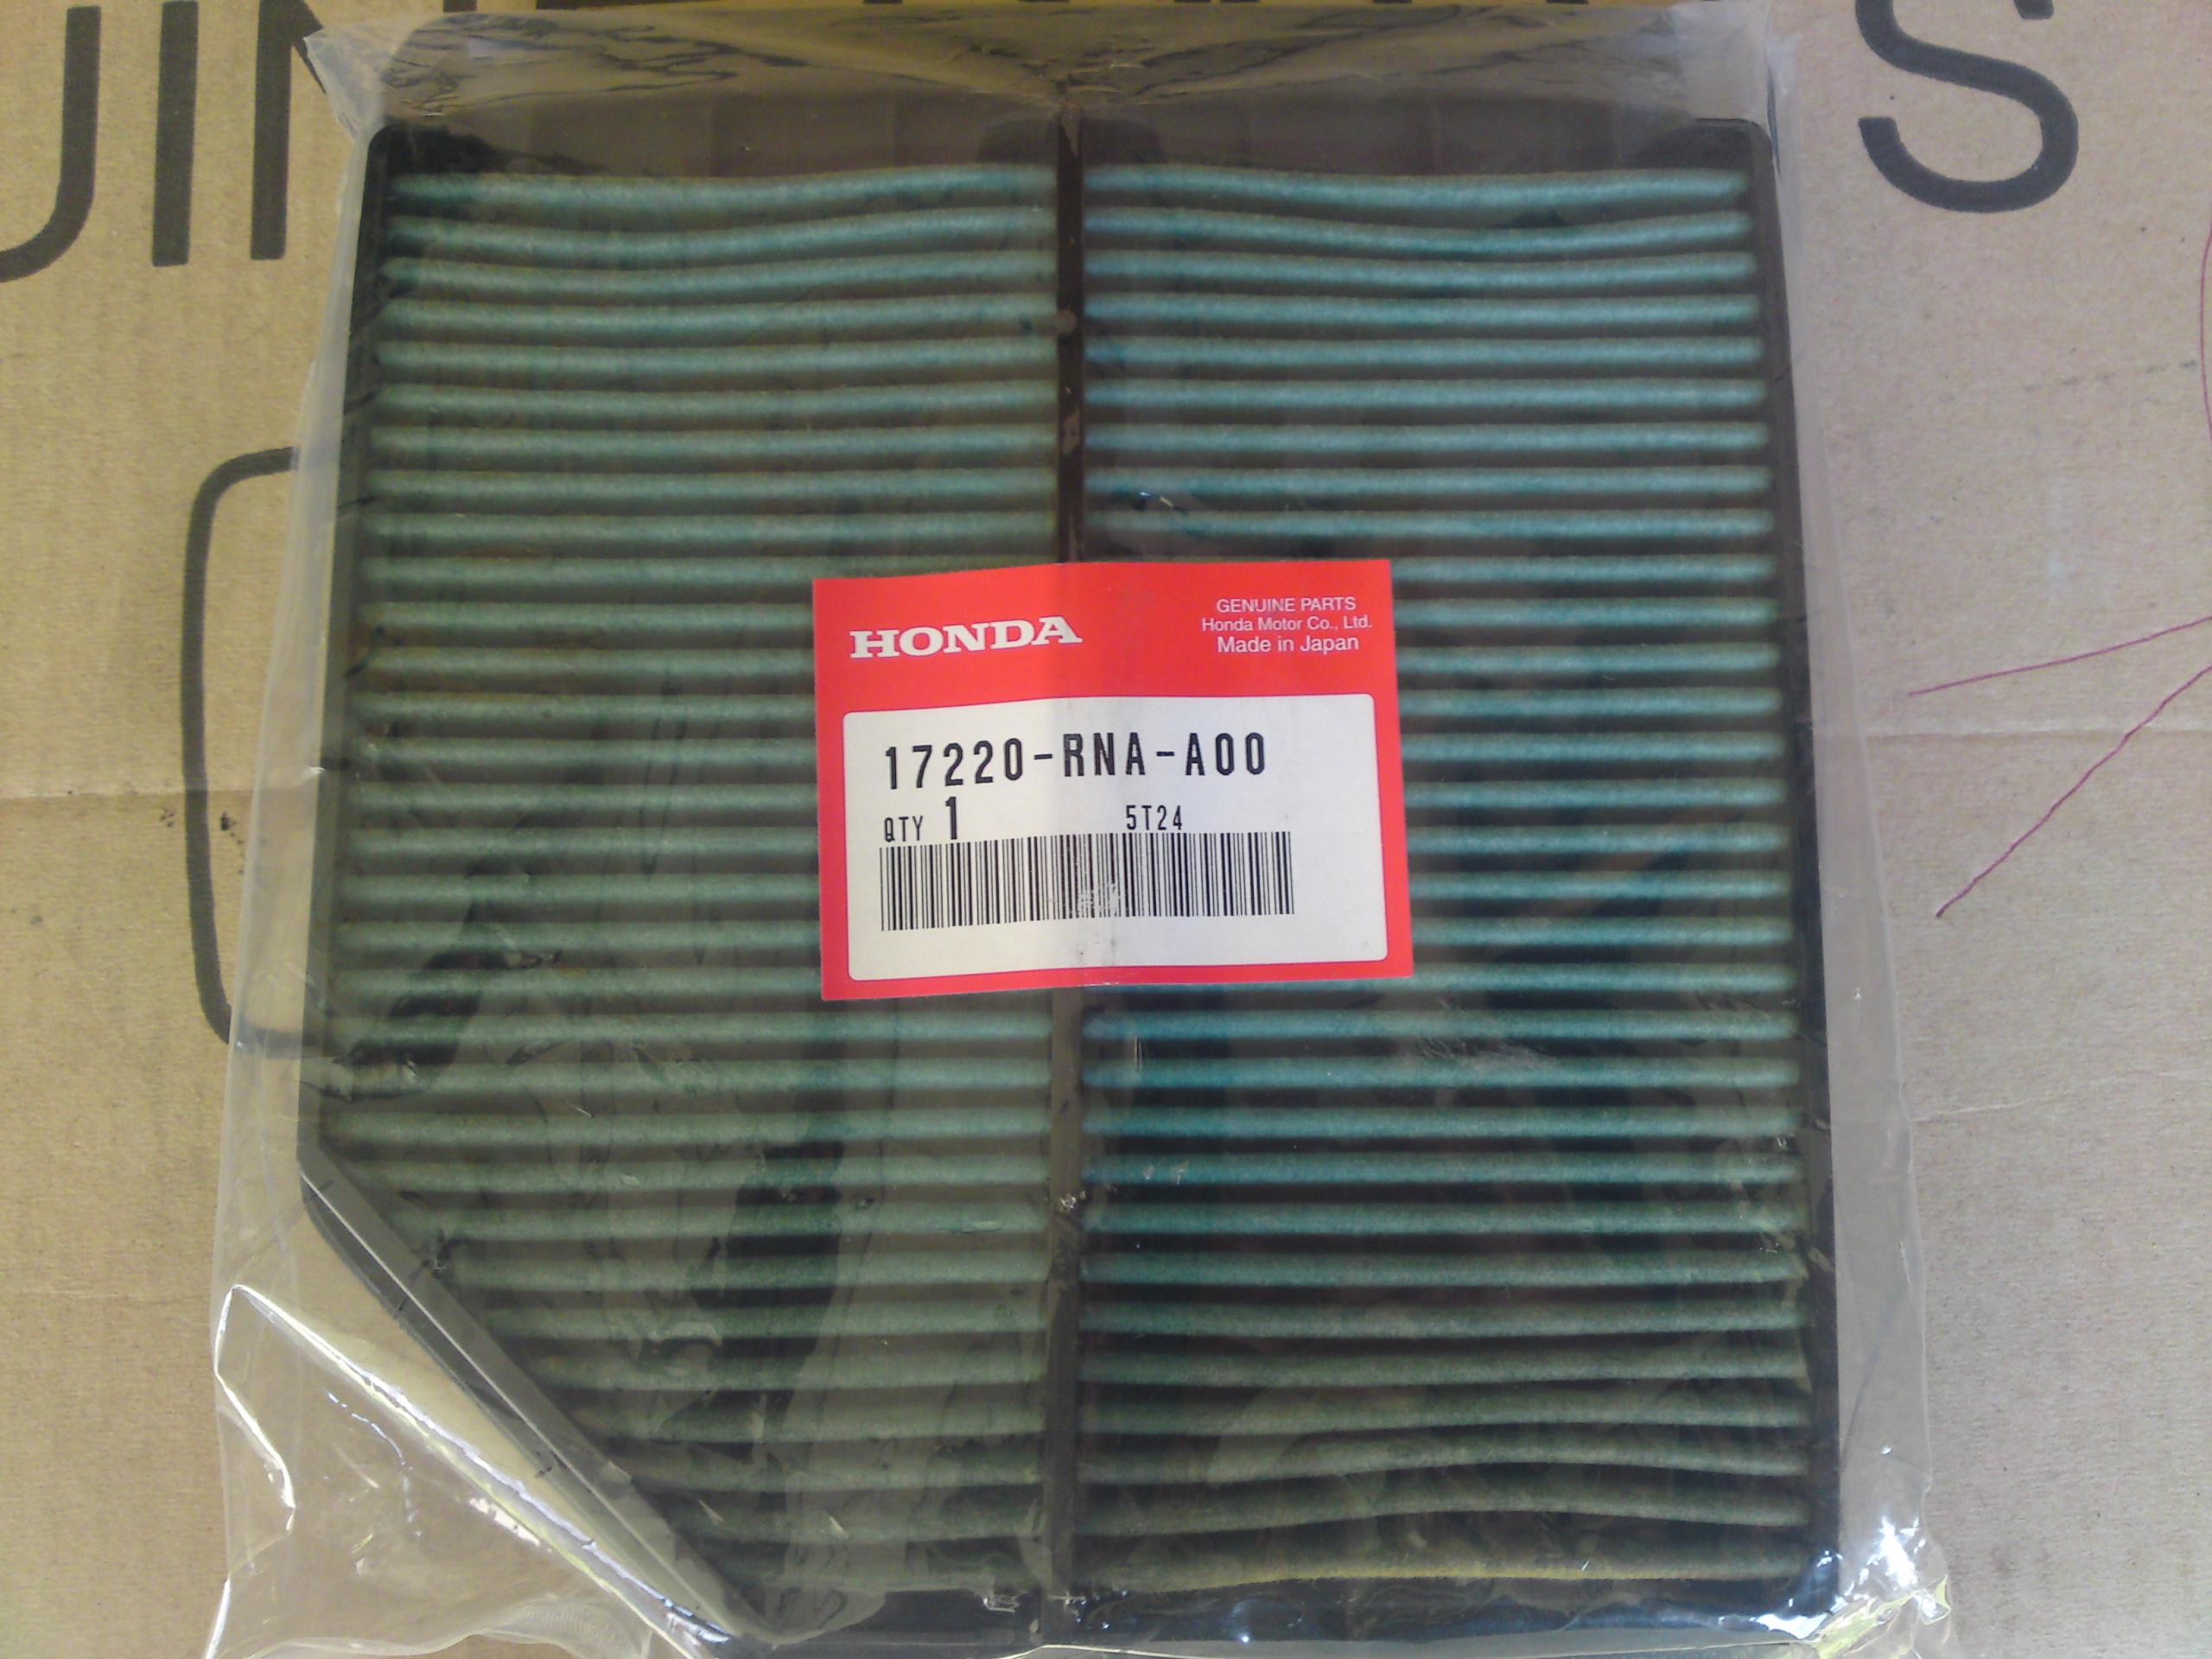 HONDA
GENUINE PARTS
Honda Motor Co., Ltd.
Made in Japan
17220-RNA-A00
QTY 1 5T24